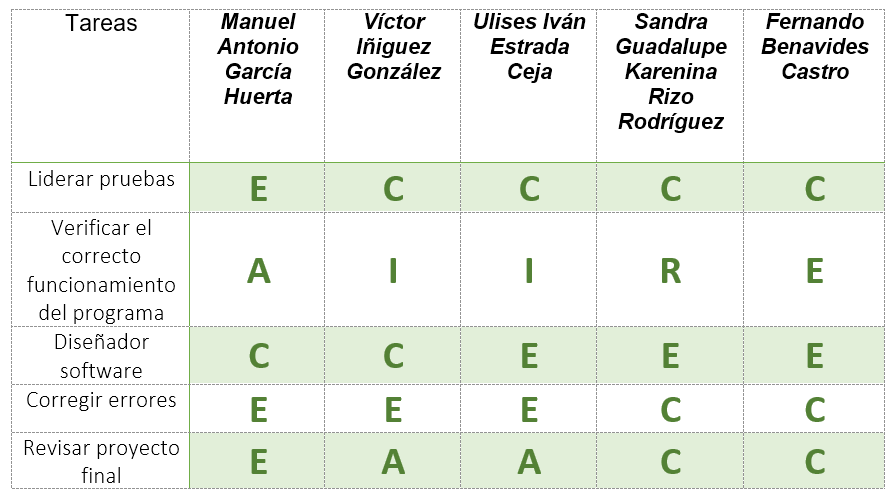 Tareas
Manuel
Antonio
García
Huerta
Víctor
Iñiguez
González
Ulises Iván
Estrada
Ceja
Sandra
Guadalupe
Karenina
Rizo
Rodríguez
Fernando
Benavides
Castro
Liderar pruebas
E C C C C
Verificar el
correcto
funcionamiento
del programa
A I I R E
Diseñador
software
C C E E E
Corregir errores
E E E C C
Revisar proyecto
final
E A A C C